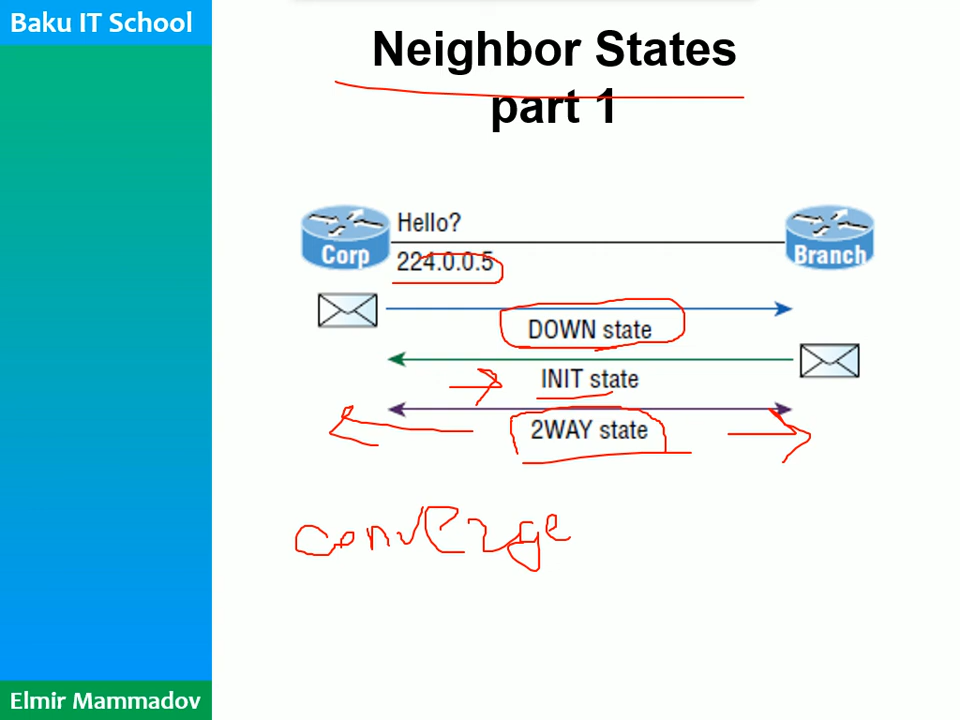 Baku IT School
Neighbor States
part 1
Hello?
Corp
Branch
224.0.0.5
DOWN state
INIT state
2WAY state
converge
Elmir Mammadov